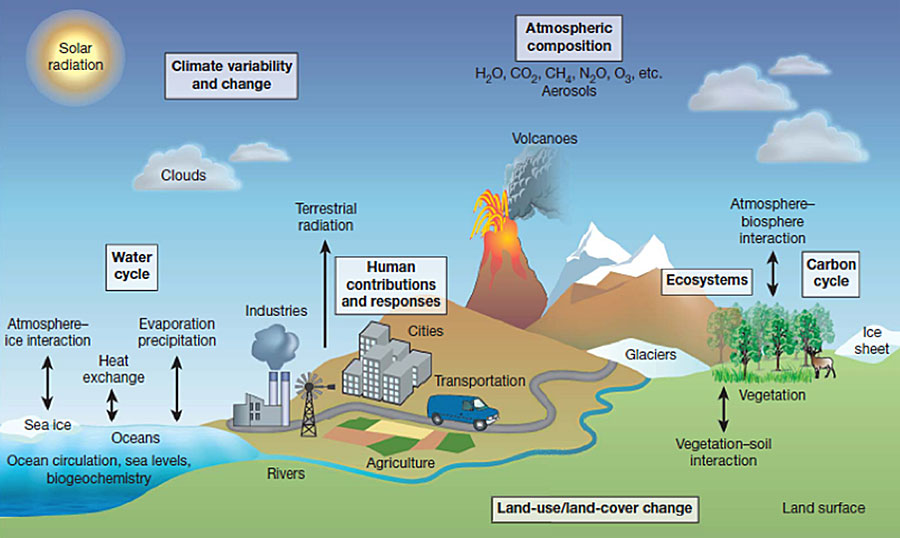 Solar
radiation
Climate variability
and change
Atmospheric
composition
H₂O, CO₂, CH₄, N₂O, O₃, etc.
Aerosols
Volcanoes
Clouds
Terrestrial
radiation
Atmosphere–
biosphere
interaction
Water
cycle
Human
contributions
and responses
Ecosystems
Carbon
cycle
Atmosphere–
ice interaction
Heat
exchange
Evaporation
precipitation
Industries
Cities
Transportation
Glaciers
Ice
sheet
Vegetation
Sea ice
Oceans
Ocean circulation, sea levels,
biogeochemistry
Rivers
Agriculture
Vegetation–soil
interaction
Land-use/land-cover change
Land surface